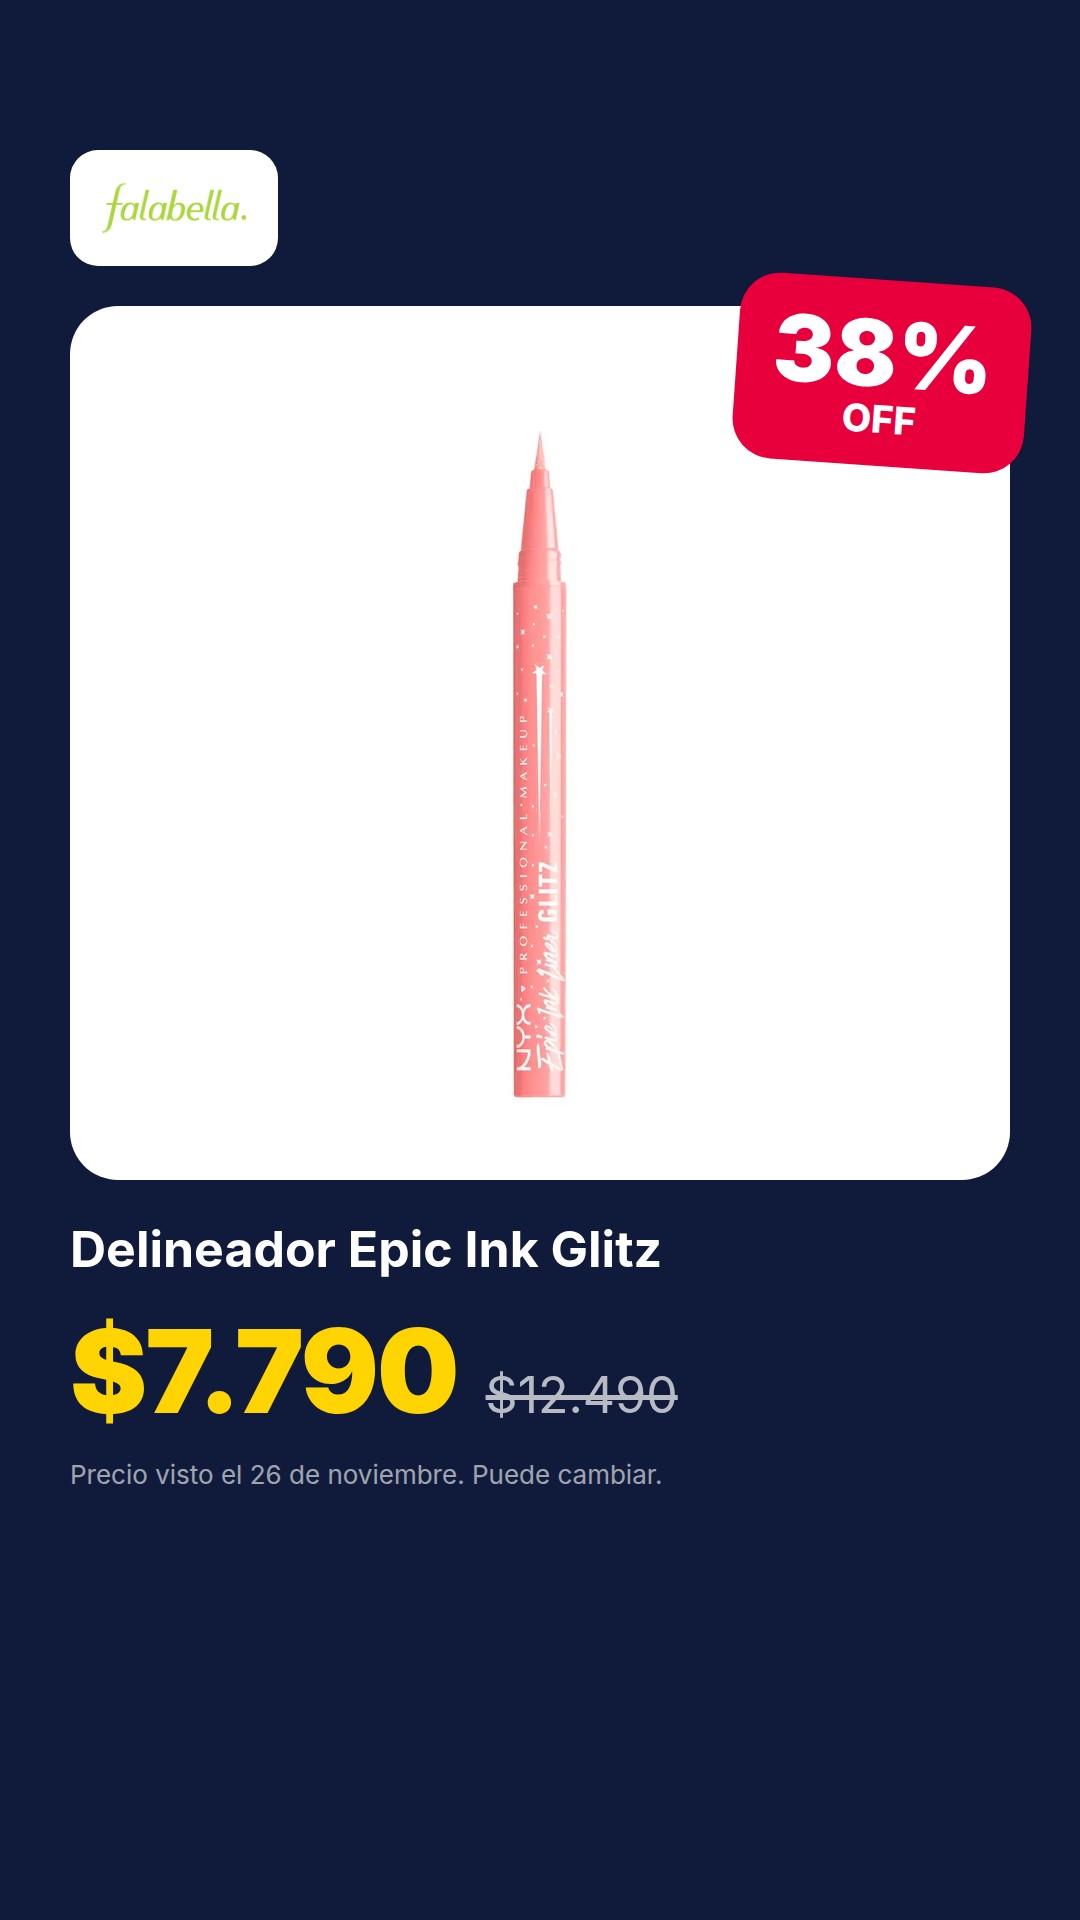 falabella.
38%
OFF
NYX PROFESSIONAL MAKEUP
Epic Ink Liner GLITZ
Delineador Epic Ink Glitz
$7.790 $12.490
Precio visto el 26 de noviembre. Puede cambiar.